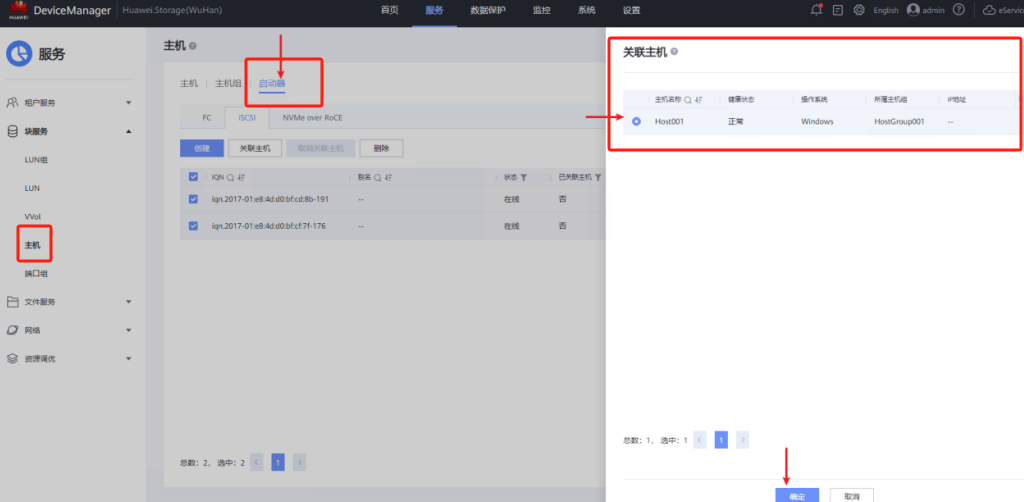 HUAWEI
DeviceManager
Huawei.Storage(WuHan)
首页 服务 数据保护 监控 系统 设置
English admin eService
服务
租户服务
块服务
LUN组
LUN
VVol
主机
端口组
文件服务
网络
资源调优
主机
主机 主机组 启动器
FC iSCSI NVMe over RoCE
创建 关联主机 取消关联主机 删除
IQN 别名 状态 已关联主机
iqn.2017-01:e8:4d:d0:bf:cd:8b-191 -- 在线 否
iqn.2017-01:e8:4d:d0:bf:cf:7f-176 -- 在线 否
总数: 2, 选中: 2 1
关联主机
主机名称 健康状态 操作系统 所属主机组 IP地址
Host001 正常 Windows HostGroup001 --
总数: 1, 选中: 1 1
确定 取消